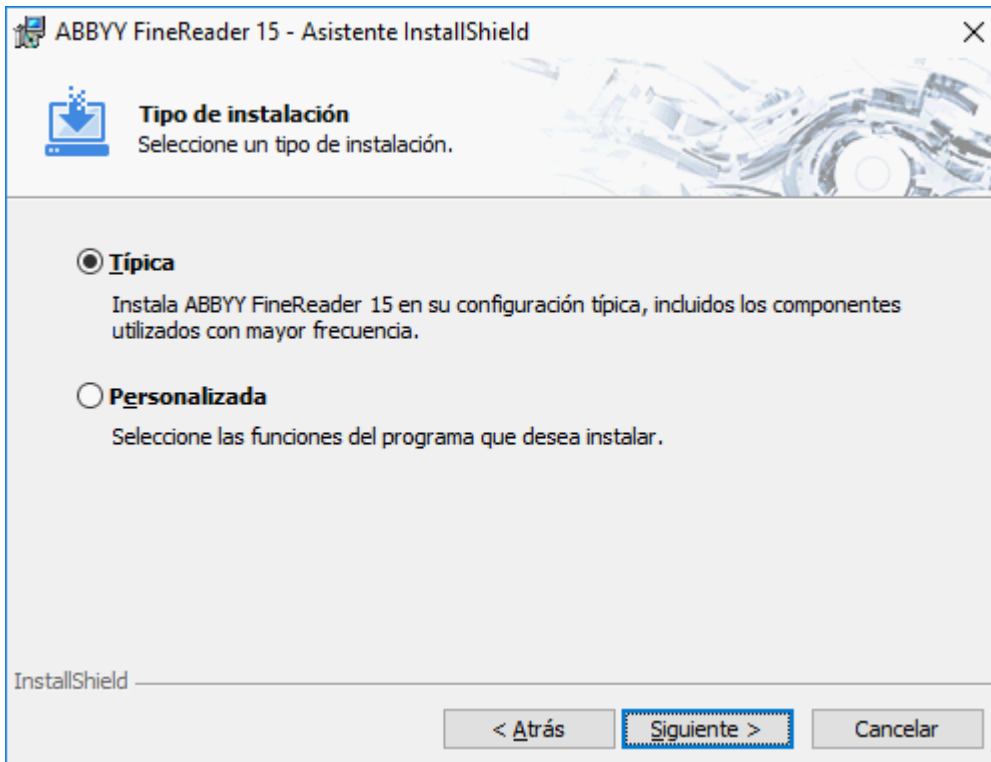 ABBYY FineReader 15 - Asistente InstallShield
Tipo de instalación
Seleccione un tipo de instalación.
Típica
Instala ABBYY FineReader 15 en su configuración típica, incluidos los componentes
utilizados con mayor frecuencia.
Personalizada
Seleccione las funciones del programa que desea instalar.
InstallShield
< Atrás
Siguiente >
Cancelar